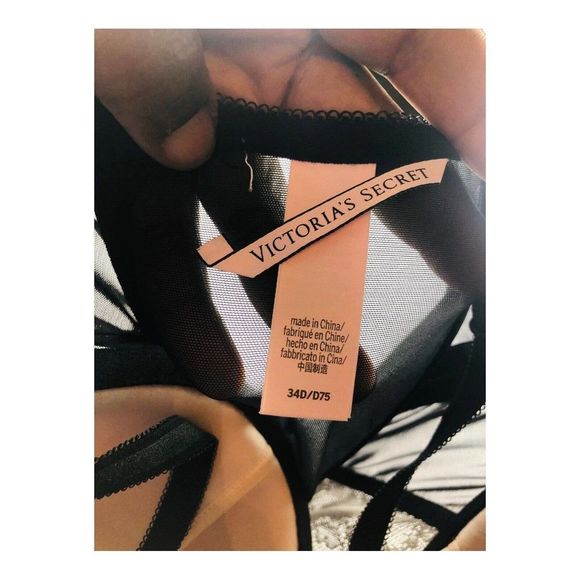 VICTORIA'S SECRET
made in China/
fabriqué en Chine/
hecho en China/
fabbricato in Cina/
中国制造
34D/D75